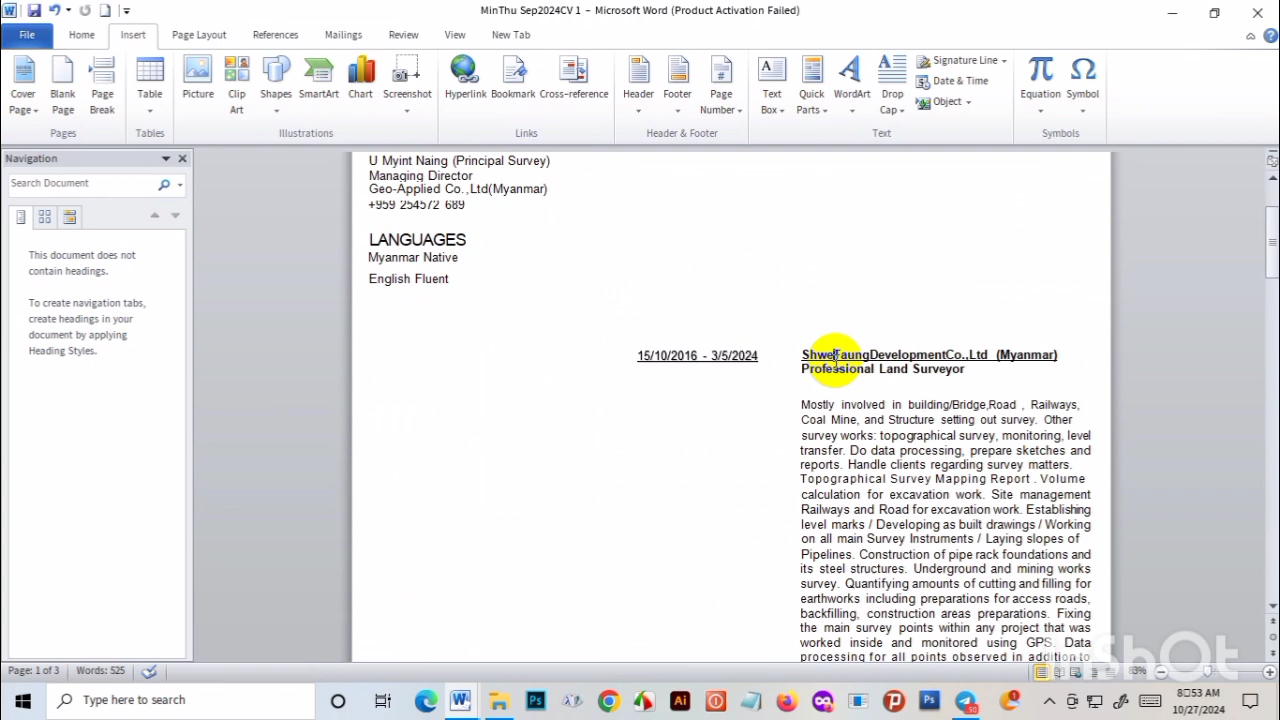 MinThu Sep2024CV 1 - Microsoft Word (Product Activation Failed)
File Home Insert Page Layout References Mailings Review View New Tab
Cover Page
Blank Page
Page Break
Table
Picture
Clip Art
Shapes
SmartArt
Chart
Screenshot
Hyperlink
Bookmark
Cross-reference
Header
Footer
Page Number
Text Box
Quick Parts
WordArt
Drop Cap
Signature Line
Date & Time
Object
Equation
Symbol
Pages Tables Illustrations Links Header & Footer Text Symbols
Navigation
Search Document
This document does not
contain headings.
To create navigation tabs,
create headings in your
document by applying
Heading Styles.
U Myint Naing (Principal Survey)
Managing Director
Geo-Applied Co.,Ltd(Myanmar)
+959 254572 689
LANGUAGES
Myanmar Native
English Fluent
15/10/2016 - 3/5/2024
ShweTaungDevelopmentCo.,Ltd (Myanmar)
Professional Land Surveyor
Mostly involved in building/Bridge,Road , Railways,
Coal Mine, and Structure setting out survey. Other
survey works: topographical survey, monitoring, level
transfer. Do data processing, prepare sketches and
reports. Handle clients regarding survey matters.
Topographical Survey Mapping Report . Volume
calculation for excavation work. Site management
Railways and Road for excavation work. Establishing
level marks / Developing as built drawings / Working
on all main Survey Instruments / Laying slopes of
Pipelines. Construction of pipe rack foundations and
its steel structures. Underground and mining works
survey. Quantifying amounts of cutting and filling for
earthworks including preparations for access roads,
backfilling, construction areas preparations. Fixing
the main survey points within any project that was
worked inside and monitored using GPS. Data
processing for all points observed in addition to
InShOt
Page: 1 of 3 Words: 525 83%
Type here to search
8:53 AM
10/27/2024